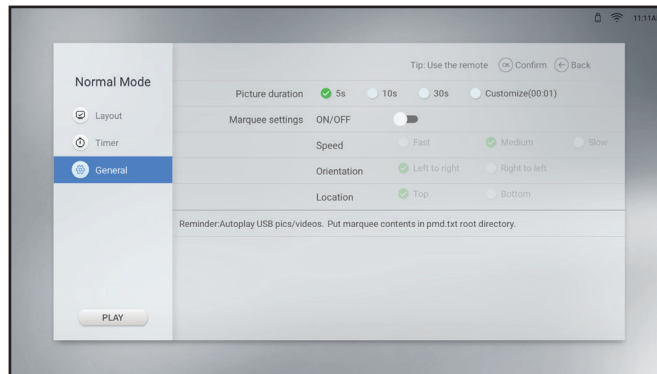 11:11A
Tip: Use the remote OK Confirm Back
Normal Mode
Picture duration 5s 10s 30s Customize(00:01)
Layout
Marquee settings ON/OFF
Timer
Speed Fast Medium Slow
General
Orientation Left to right Right to left
Location Top Bottom
Reminder:Autoplay USB pics/videos. Put marquee contents in pmd.txt root directory.
PLAY